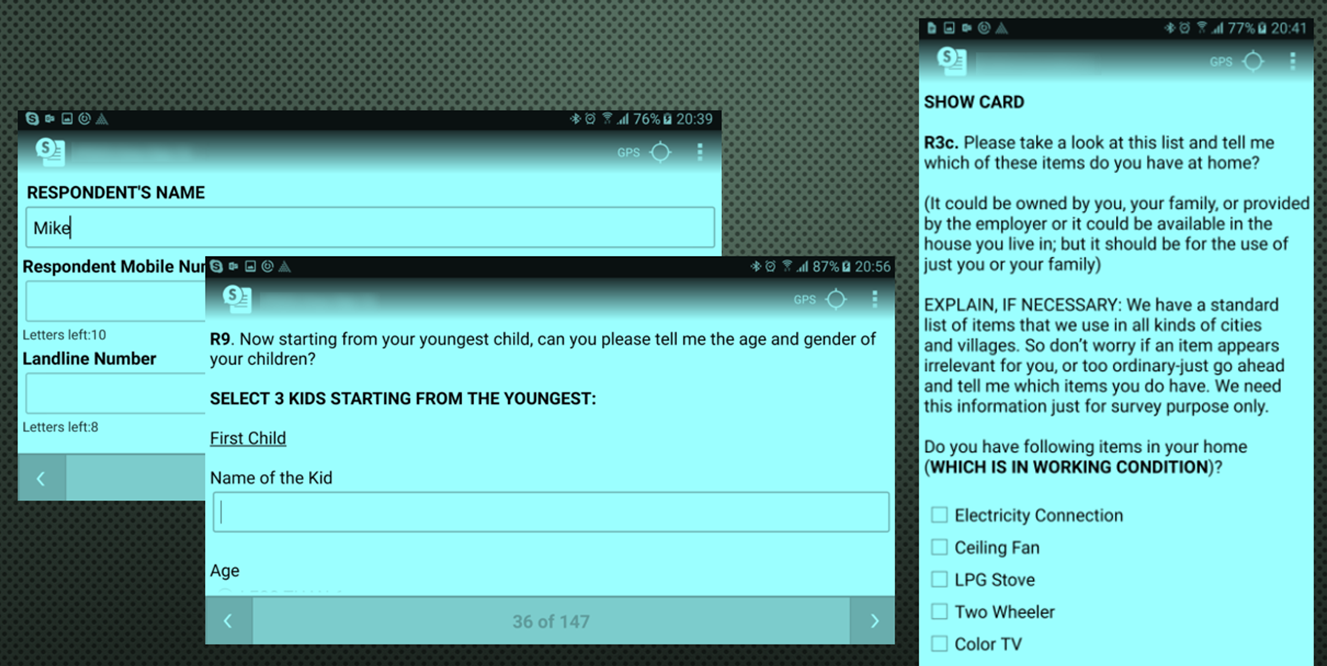 76% 20:39
S
GPS
RESPONDENT'S NAME
Mike
Respondent Mobile Nu
Letters left:10
Landline Number
Letters left:8
<
87% 20:56
S
GPS
R9. Now starting from your youngest child, can you please tell me the age and gender of
your children?
SELECT 3 KIDS STARTING FROM THE YOUNGEST:
First Child
Name of the Kid
Age
< 36 of 147 >
77% 20:41
S
GPS
SHOW CARD
R3c. Please take a look at this list and tell me
which of these items do you have at home?
(It could be owned by you, your family, or provided
by the employer or it could be available in the
house you live in; but it should be for the use of
just you or your family)
EXPLAIN, IF NECESSARY: We have a standard
list of items that we use in all kinds of cities
and villages. So don’t worry if an item appears
irrelevant for you, or too ordinary-just go ahead
and tell me which items you do have. We need
this information just for survey purpose only.
Do you have following items in your home
(WHICH IS IN WORKING CONDITION)?
Electricity Connection
Ceiling Fan
LPG Stove
Two Wheeler
Color TV